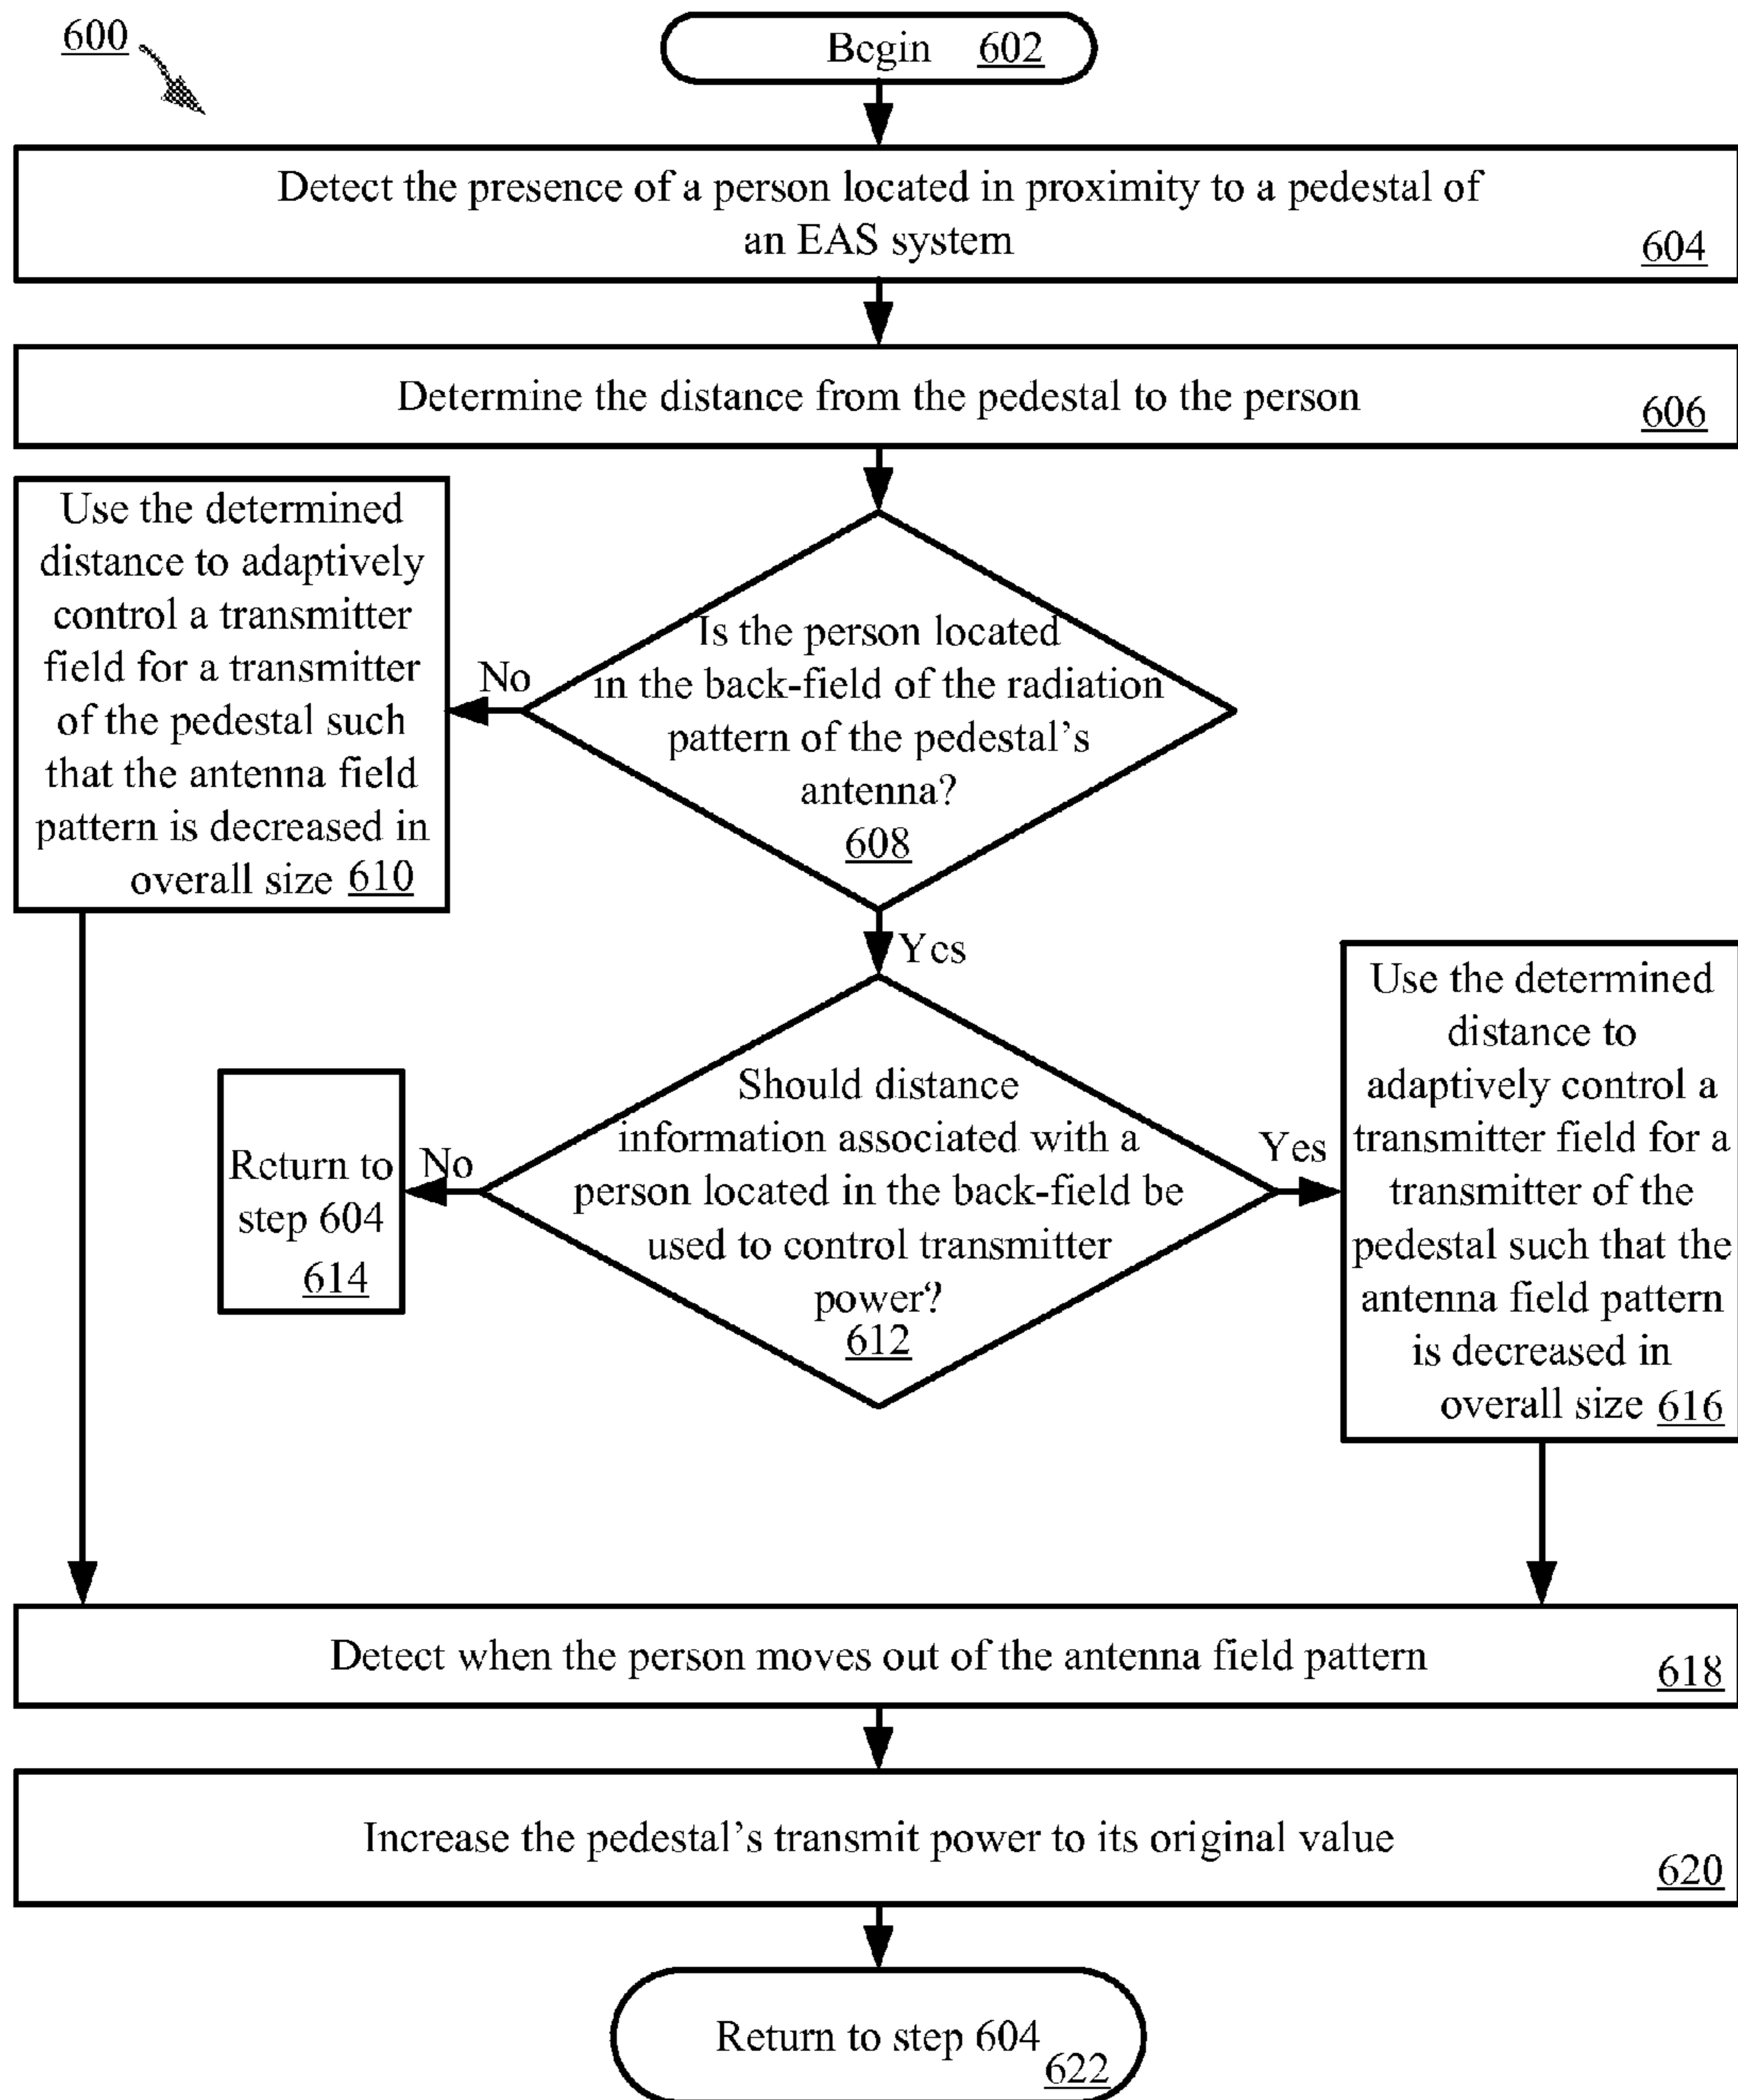 600
Begin 602
Detect the presence of a person located in proximity to a pedestal of
an EAS system
604
Determine the distance from the pedestal to the person
606
Use the determined
distance to adaptively
control a transmitter
field for a transmitter
of the pedestal such
that the antenna field
pattern is decreased in
overall size 610
No
Is the person located
in the back-field of the radiation
pattern of the pedestal's
antenna?
608
Yes
Return to
step 604
614
No
Should distance
information associated with a
person located in the back-field be
used to control transmitter
power?
612
Yes
Use the determined
distance to
adaptively control a
transmitter field for a
transmitter of the
pedestal such that the
antenna field pattern
is decreased in
overall size 616
Detect when the person moves out of the antenna field pattern
618
Increase the pedestal's transmit power to its original value
620
Return to step 604
622